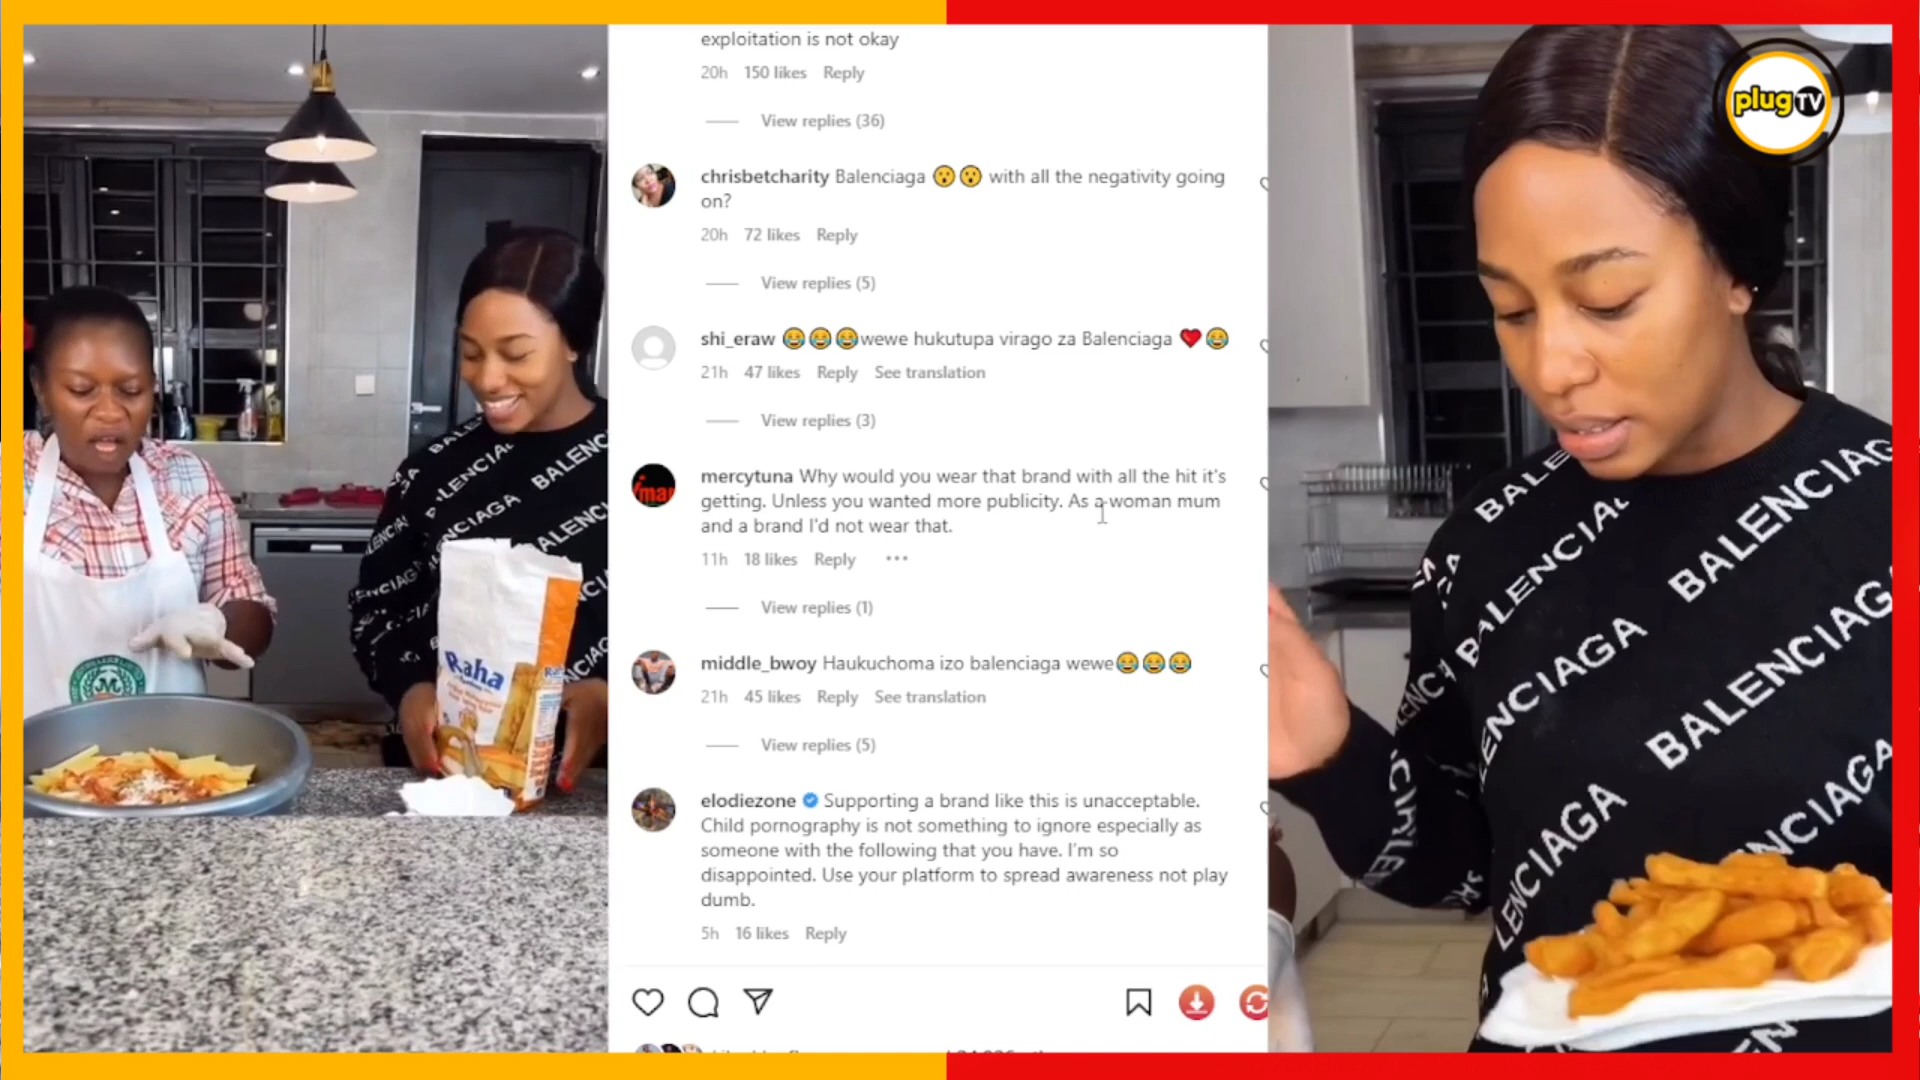 exploitation is not okay
20h 150 likes Reply
View replies (36)
chrisbetcharity Balenciaga 😯😯 with all the negativity going
on?
20h 72 likes Reply
View replies (5)
shi_eraw 😂😂😂wewe hukutupa virago za Balenciaga ❤️😂
21h 47 likes Reply See translation
View replies (3)
mercytuna Why would you wear that brand with all the hit it's
getting. Unless you wanted more publicity. As a woman mum
and a brand I'd not wear that.
11h 18 likes Reply ...
View replies (1)
middle_bwoy Haukuchoma izo balenciaga wewe😂😂😂
21h 45 likes Reply See translation
View replies (5)
elodiezone Supporting a brand like this is unacceptable.
Child pornography is not something to ignore especially as
someone with the following that you have. I'm so
disappointed. Use your platform to spread awareness not play
dumb.
5h 16 likes Reply
plug TV
Raha
BALENCIAGA
BALENCIAGA
BALENCIAGA
BALENCIAGA